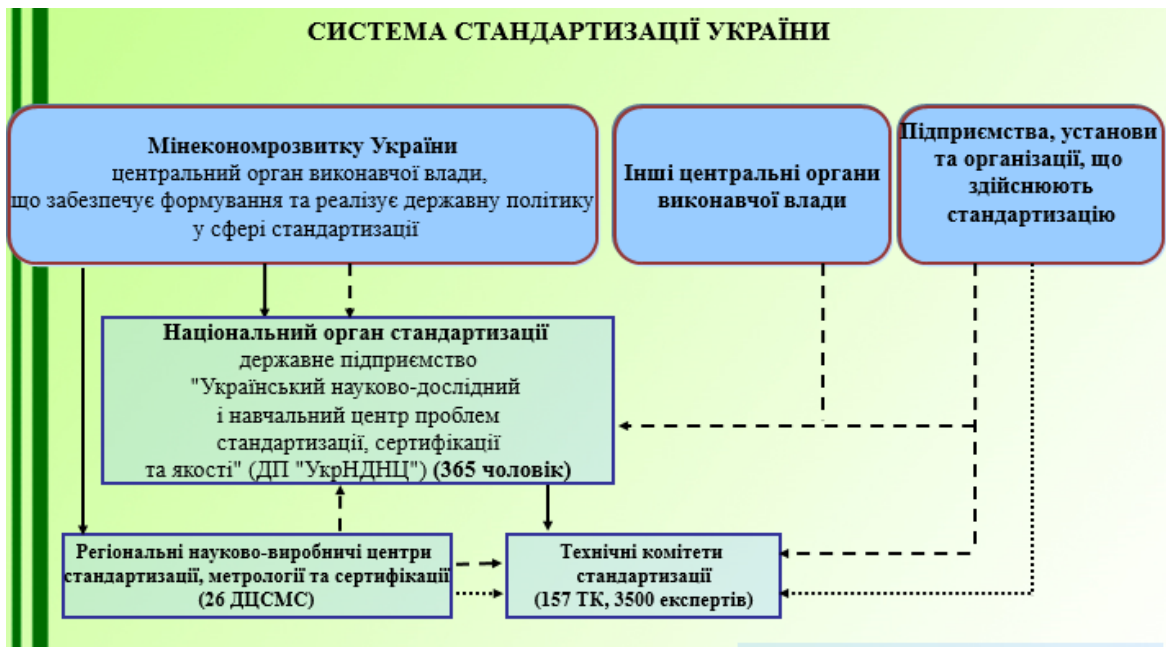 СИСТЕМА СТАНДАРТИЗАЦІЇ УКРАЇНИ
Мінекономрозвитку України
центральний орган виконавчої влади,
що забезпечує формування та реалізує державну політику
у сфері стандартизації
Інші центральні органи
виконавчої влади
Підприємства, установи
та організації, що
здійснюють
стандартизацію
Національний орган стандартизації
державне підприємство
"Український науково-дослідний
і навчальний центр проблем
стандартизації, сертифікації
та якості" (ДП "УкрНДНЦ") (365 чоловік)
Регіональні науково-виробничі центри
стандартизації, метрології та сертифікації
(26 ДЦСМС)
Технічні комітети
стандартизації
(157 ТК, 3500 експертів)